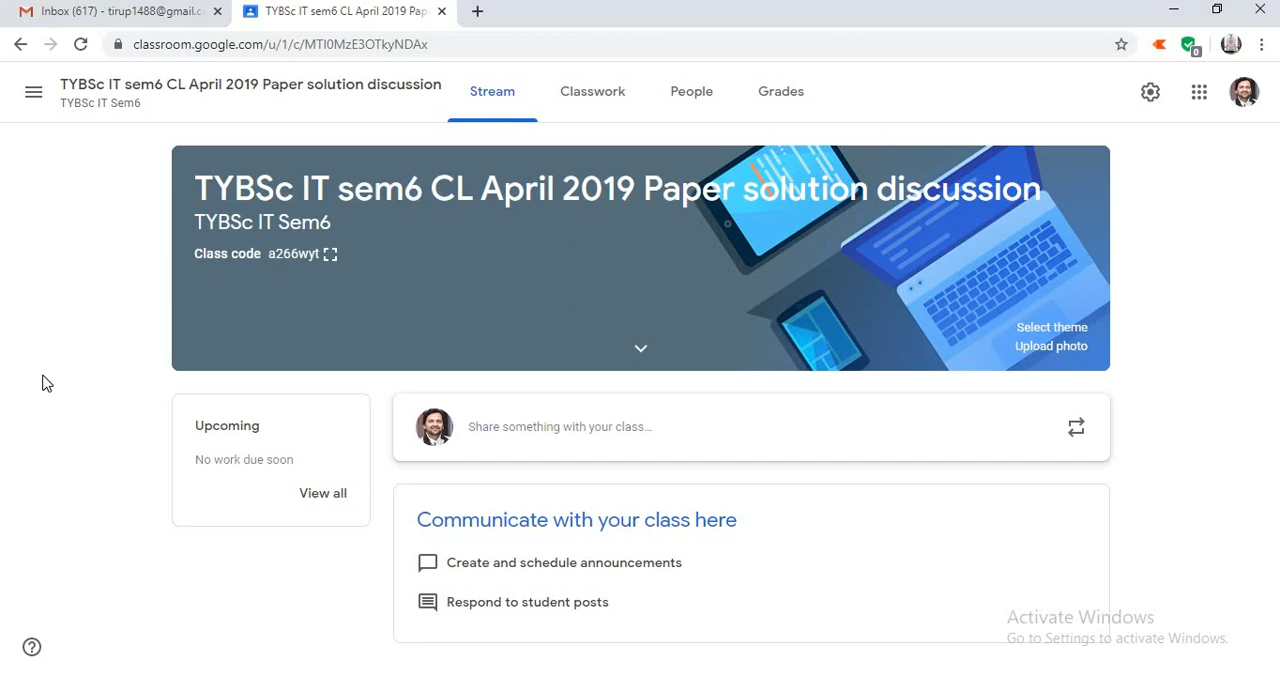 Inbox (617) - tirup1488@gmail.c
TYBSc IT sem6 CL April 2019 Pap
classroom.google.com/u/1/c/MTI0MzE3OTkyNDAx
0
TYBSc IT sem6 CL April 2019 Paper solution discussion
TYBSc IT Sem6
Stream
Classwork
People
Grades
TYBSc IT sem6 CL April 2019 Paper solution discussion
TYBSc IT Sem6
Class code a266wyt
Select theme
Upload photo
Upcoming
No work due soon
View all
Share something with your class...
Communicate with your class here
Create and schedule announcements
Respond to student posts
Activate Windows
Go to Settings to activate Windows.